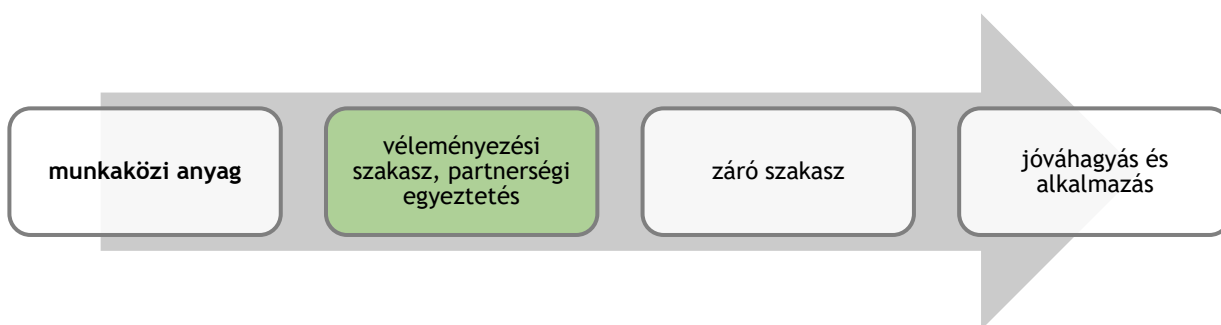 munkaközi anyag
véleményezési
szakasz, partnerségi
egyeztetés
záró szakasz
jóváhagyás és
alkalmazás